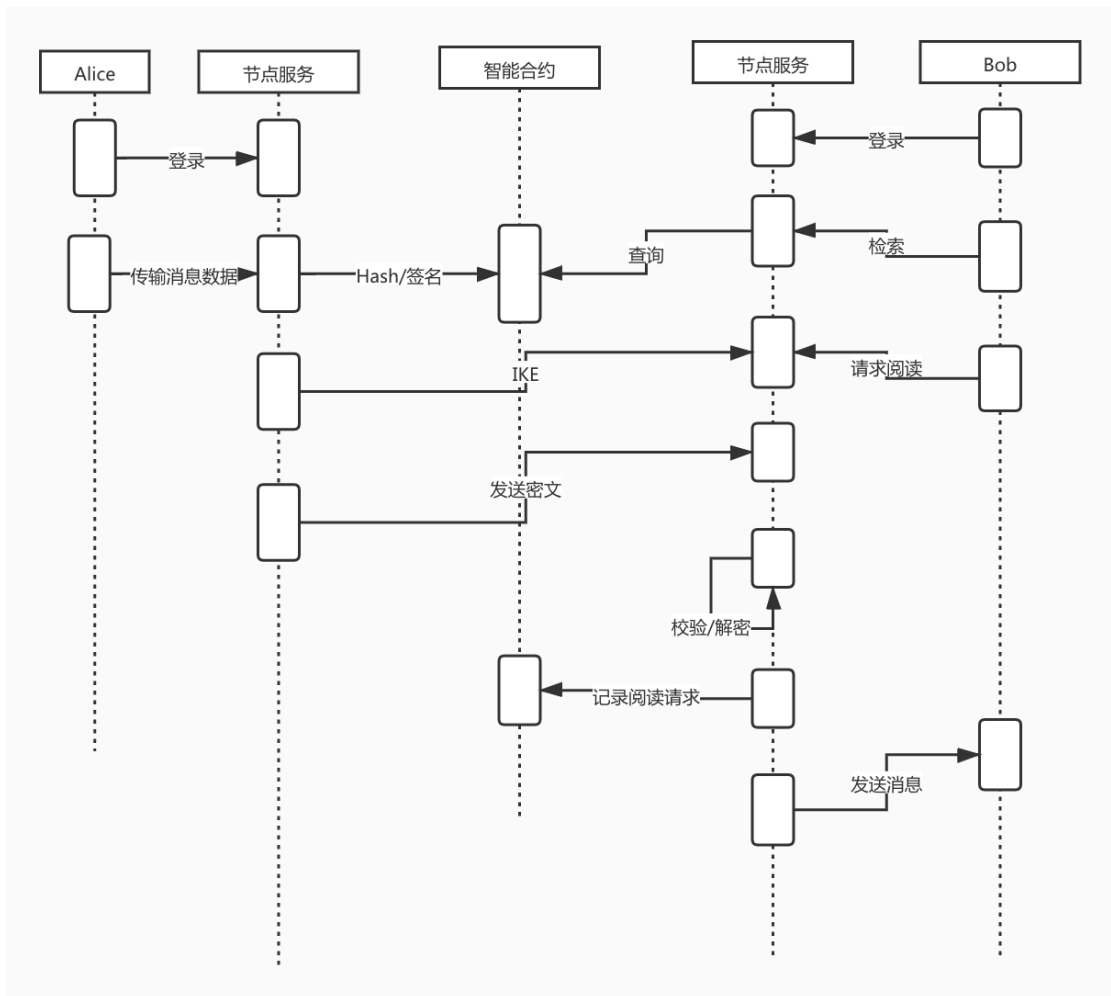 Alice
节点服务
智能合约
节点服务
Bob
登录
登录
检索
查询
传输消息数据
Hash/签名
请求阅读
IKE
发送密文
校验/解密
记录阅读请求
发送消息